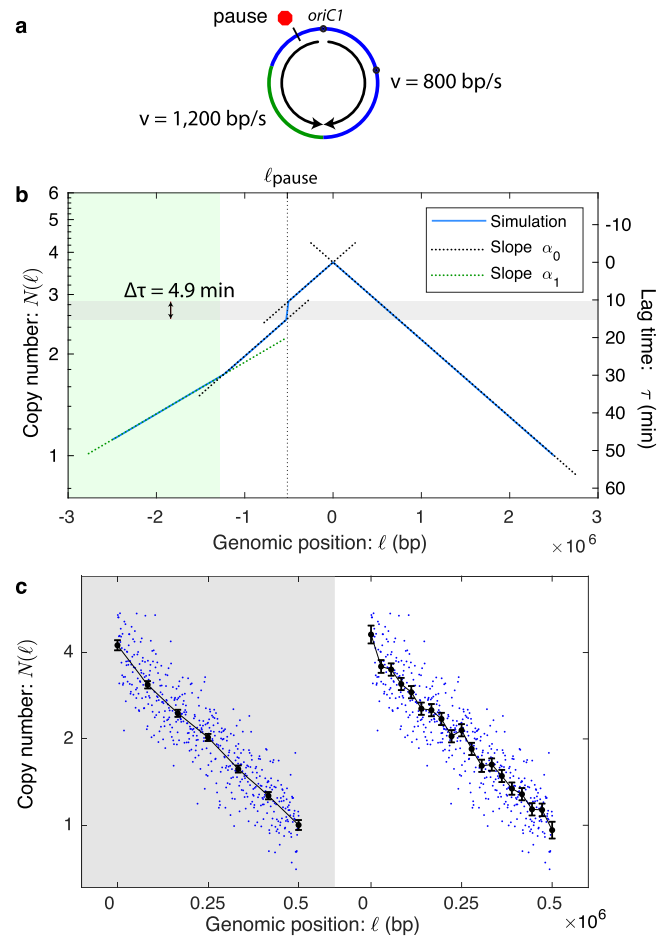 a
pause
oriC1
v = 800 bp/s
v = 1,200 bp/s
b
ℓpause
6
5
4
3
2
1
Copy number: N(ℓ)
Δτ = 4.9 min
Simulation
Slope α0
Slope α1
-10
0
10
20
30
40
50
60
Lag time: τ (min)
-3
-2
-1
0
1
2
3
Genomic position: ℓ (bp)
×10^6
c
4
2
1
Copy number: N(ℓ)
0
0.25
0.5
0
0.25
0.5
Genomic position: ℓ (bp)
×10^6